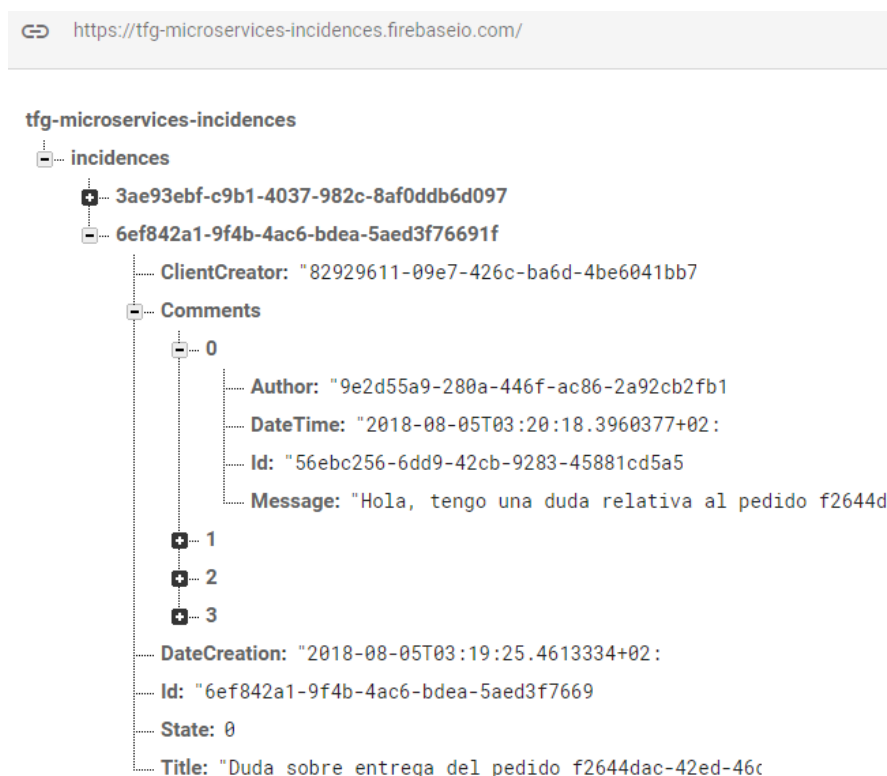 https://tfg-microservices-incidences.firebaseio.com/
tfg-microservices-incidences
incidences
3ae93ebf-c9b1-4037-982c-8af0ddb6d097
6ef842a1-9f4b-4ac6-bdea-5aed3f76691f
ClientCreator: "82929611-09e7-426c-ba6d-4be6041bb7
Comments
0
Author: "9e2d55a9-280a-446f-ac86-2a92cb2fb1
DateTime: "2018-08-05T03:20:18.3960377+02:
Id: "56ebc256-6dd9-42cb-9283-45881cd5a5
Message: "Hola, tengo una duda relativa al pedido f2644d
1
2
3
DateCreation: "2018-08-05T03:19:25.4613334+02:
Id: "6ef842a1-9f4b-4ac6-bdea-5aed3f7669
State: 0
Title: "Duda sobre entrega del pedido f2644dac-42ed-46c